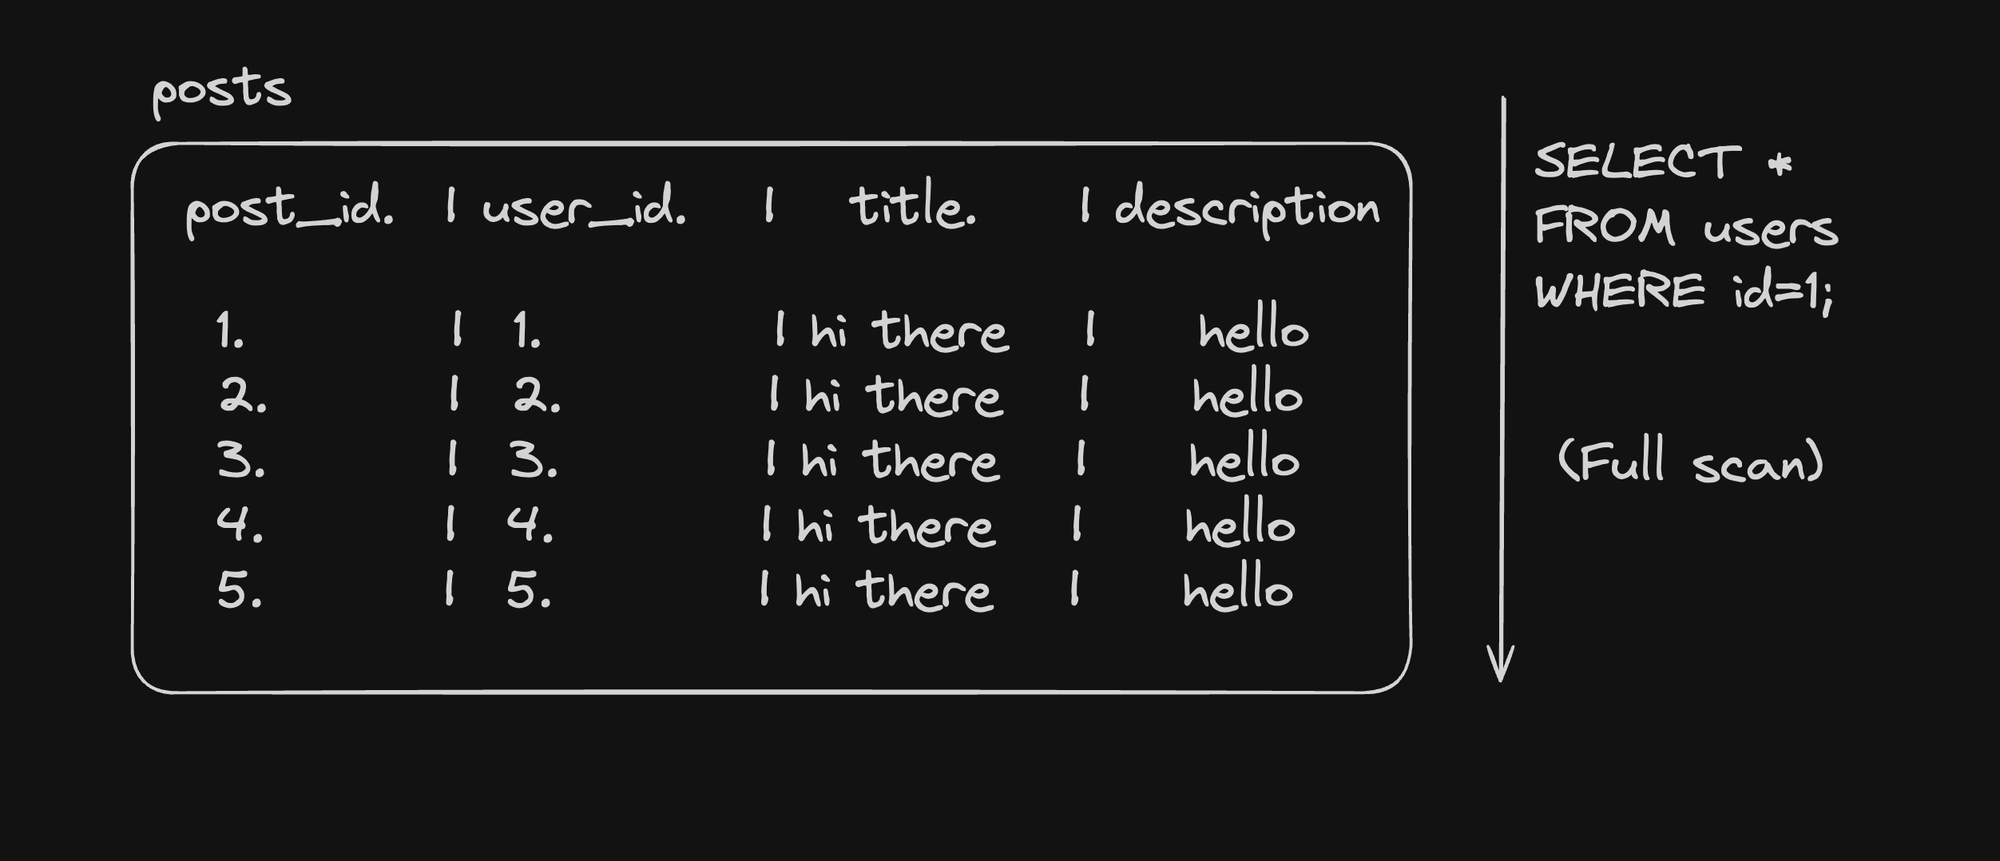 posts
post_id. | user_id. | title. | description
1. | 1. | hi there | hello
2. | 2. | hi there | hello
3. | 3. | hi there | hello
4. | 4. | hi there | hello
5. | 5. | hi there | hello
SELECT *
FROM users
WHERE id=1;
(Full scan)